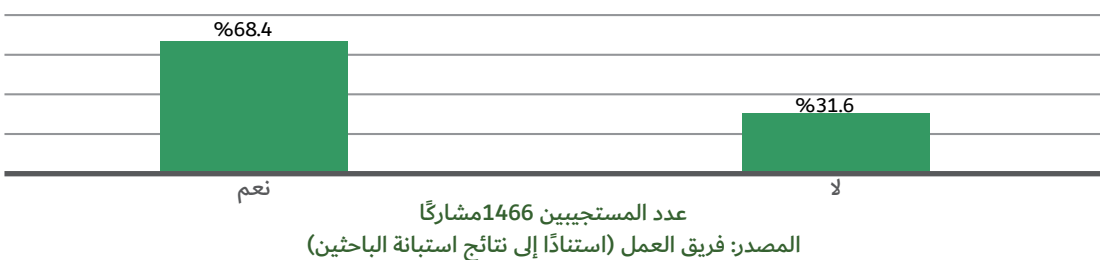 %68.4
%31.6
نعم
لا
عدد المستجيبين 1466مشاركًا
المصدر: فريق العمل (استنادًا إلى نتائج استبانة الباحثين)